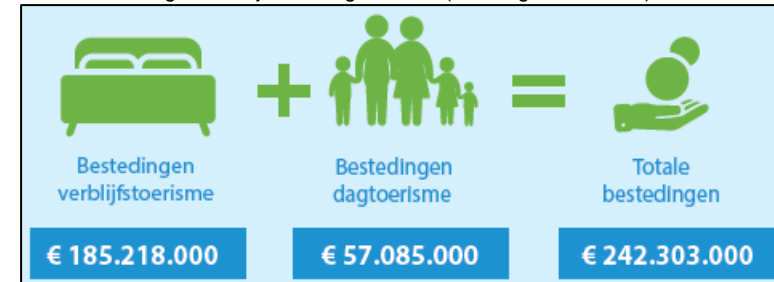 Bestedingen
verblijfstoerisme
Bestedingen
dagtoerisme
Totale
bestedingen
€ 185.218.000
€ 57.085.000
€ 242.303.000